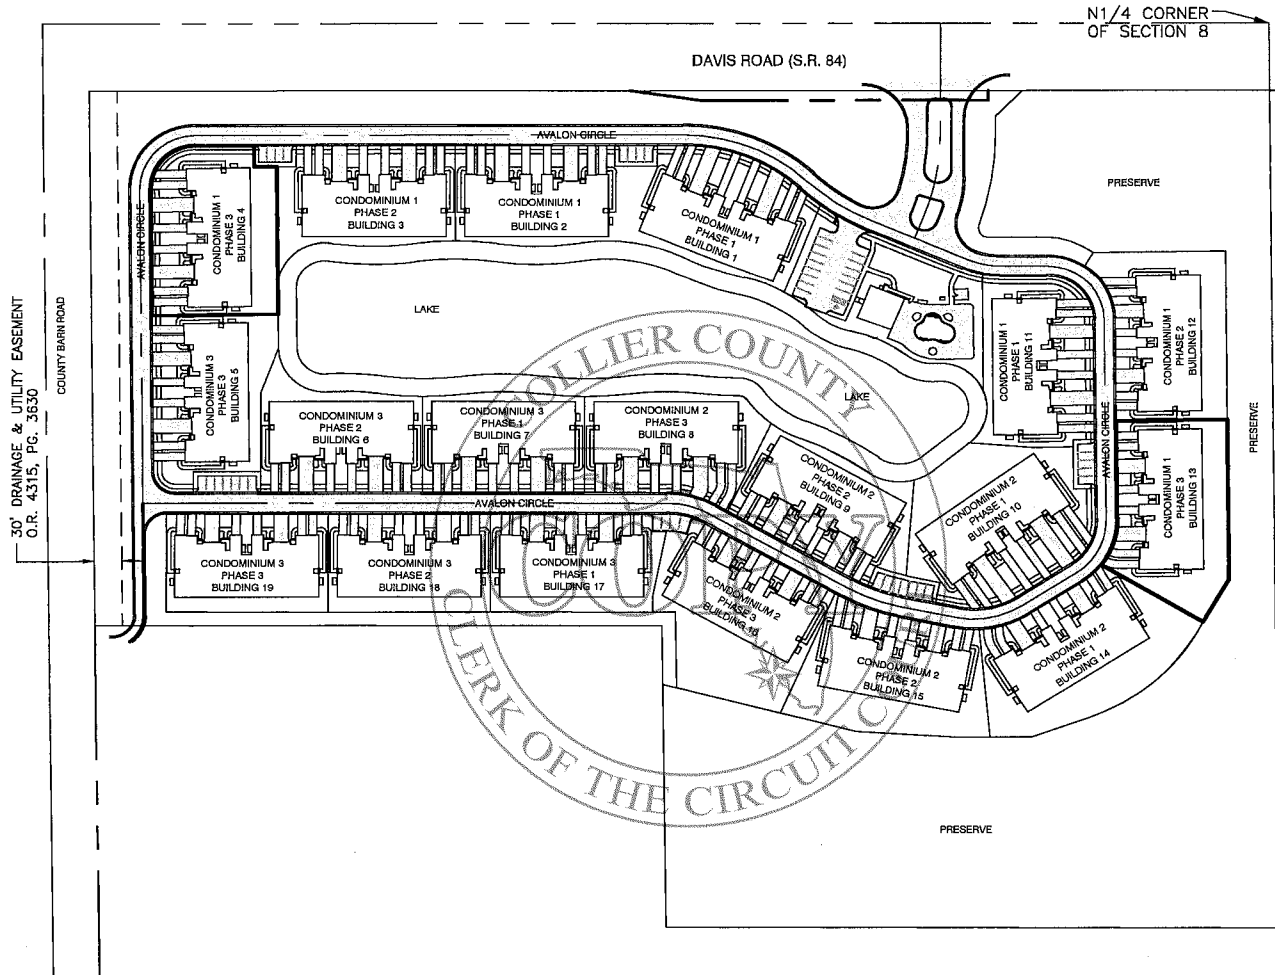 N1/4 CORNER
OF SECTION 8
DAVIS ROAD (S.R. 84)
AVALON CIRCLE
PRESERVE
CONDOMINIUM 1
PHASE 3
BUILDING 4
CONDOMINIUM 1
PHASE 2
BUILDING 3
CONDOMINIUM 1
PHASE 1
BUILDING 2
CONDOMINIUM 1
PHASE 1
BUILDING 1
AVALON CIRCLE
LAKE
30' DRAINAGE & UTILITY EASEMENT
O.R. 4315, PG. 3630
COUNTY BARN ROAD
CONDOMINIUM 3
PHASE 3
BUILDING 5
CONDOMINIUM 1
PHASE 1
BUILDING 11
CONDOMINIUM 1
PHASE 2
BUILDING 12
LAKE
AVALON CIRCLE
PRESERVE
CONDOMINIUM 3
PHASE 2
BUILDING 6
CONDOMINIUM 3
PHASE 1
BUILDING 7
CONDOMINIUM 2
PHASE 3
BUILDING 8
CONDOMINIUM 2
PHASE 2
BUILDING 9
CONDOMINIUM 2
PHASE 1
BUILDING 10
CONDOMINIUM 1
PHASE 3
BUILDING 13
AVALON CIRCLE
CONDOMINIUM 3
PHASE 3
BUILDING 19
CONDOMINIUM 3
PHASE 2
BUILDING 18
CONDOMINIUM 3
PHASE 1
BUILDING 17
CONDOMINIUM 2
PHASE 3
BUILDING 16
CONDOMINIUM 2
PHASE 2
BUILDING 15
CONDOMINIUM 2
PHASE 1
BUILDING 14
PRESERVE
COLLIER COUNTY
COPY
CLERK OF THE CIRCUIT